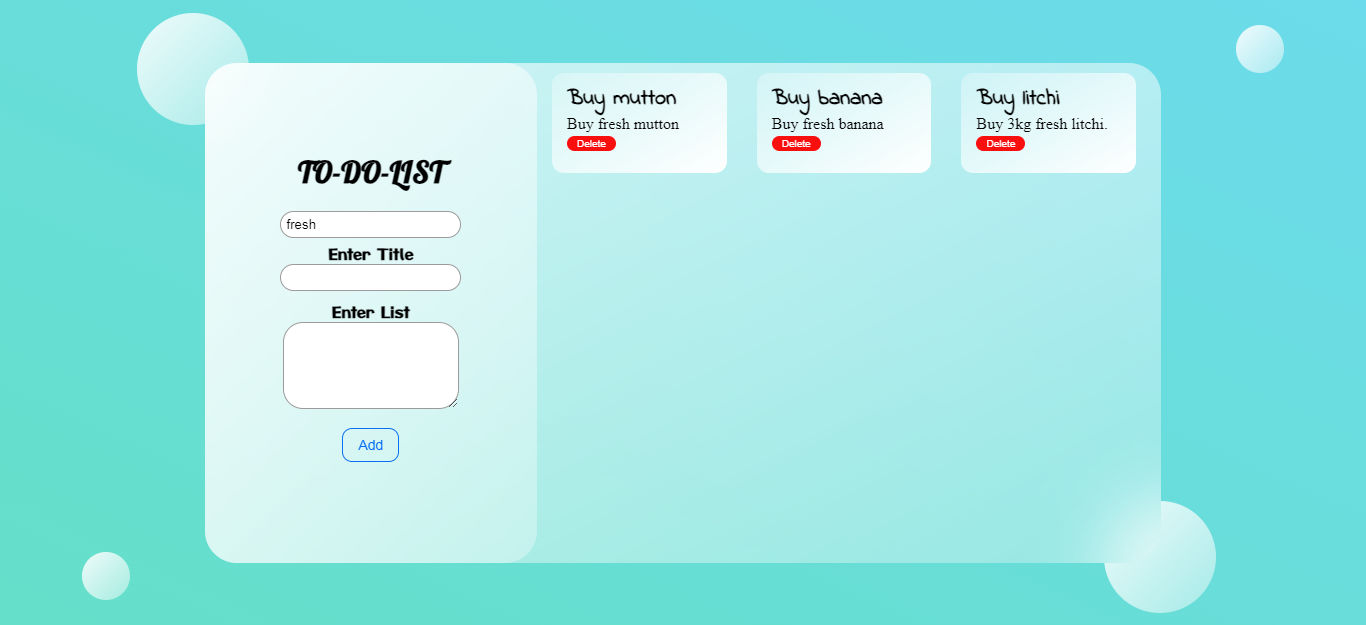 TO-DO-LIST
fresh
Enter Title
Enter List
Add
Buy mutton
Buy fresh mutton
Delete
Buy banana
Buy fresh banana
Delete
Buy litchi
Buy 3kg fresh litchi.
Delete